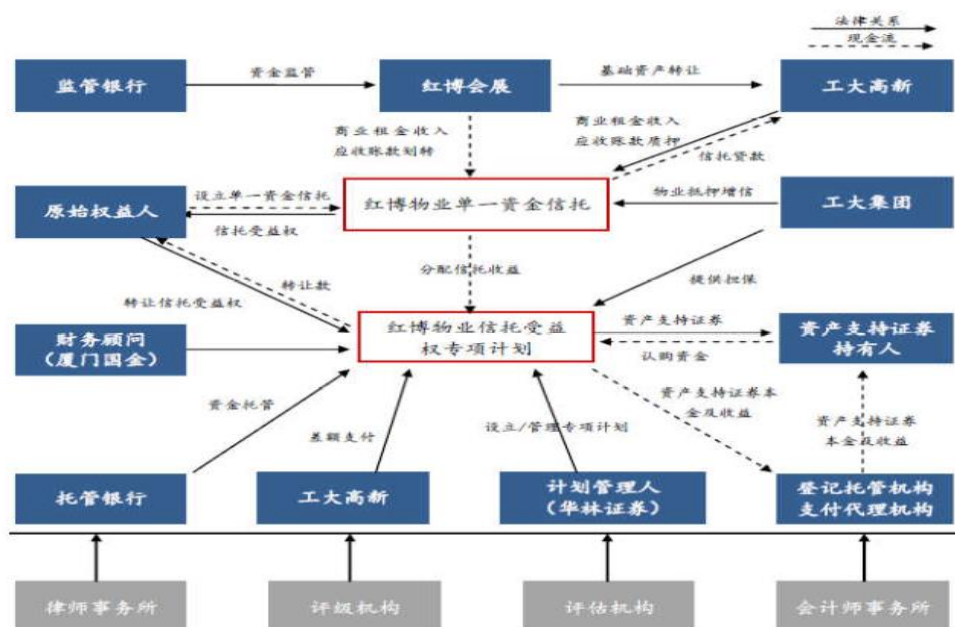 法律关系
现金流
监管银行
资金监管
红博会展
基础资产转让
工大高新
商业租金收入
应收账款划转
商业租金收入
应收账款质押
信托贷款
原始权益人
设立单一资金信托
信托受益权
红博物业单一资金信托
物业抵押增信
工大集团
分配信托收益
提供担保
转让款
转让信托受益权
财务顾问
（厦门国金）
红博物业信托受益
权专项计划
资产支持证券
认购资金
资产支持证券
持有人
资金托管
差额支付
设立/管理专项计划
资产支持证券本
金及收益
资产支持证券
本金及收益
托管银行
工大高新
计划管理人
（华林证券）
登记托管机构
支付代理机构
律师事务所
评级机构
评估机构
会计师事务所